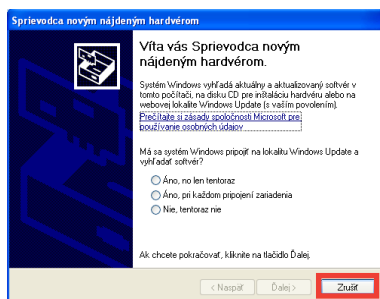 Sprievodca novým nájdeným hardvérom
Víta vás Sprievodca novým
nájdeným hardvérom.
Systém Windows vyhľadá aktuálny a aktualizovaný softvér v
tomto počítači, na disku CD pre inštaláciu hardvéru alebo na
webovej lokalite Windows Update (s vaším povolením).
Prečítajte si zásady spoločnosti Microsoft pre
používanie osobných údajov
Má sa systém Windows pripojiť na lokalitu Windows Update a
vyhľadať softvér?
Áno, no len tentoraz
Áno, pri každom pripojení zariadenia
Nie, tentoraz nie
Ak chcete pokračovať, kliknite na tlačidlo Ďalej.
< Naspäť
Ďalej >
Zrušiť